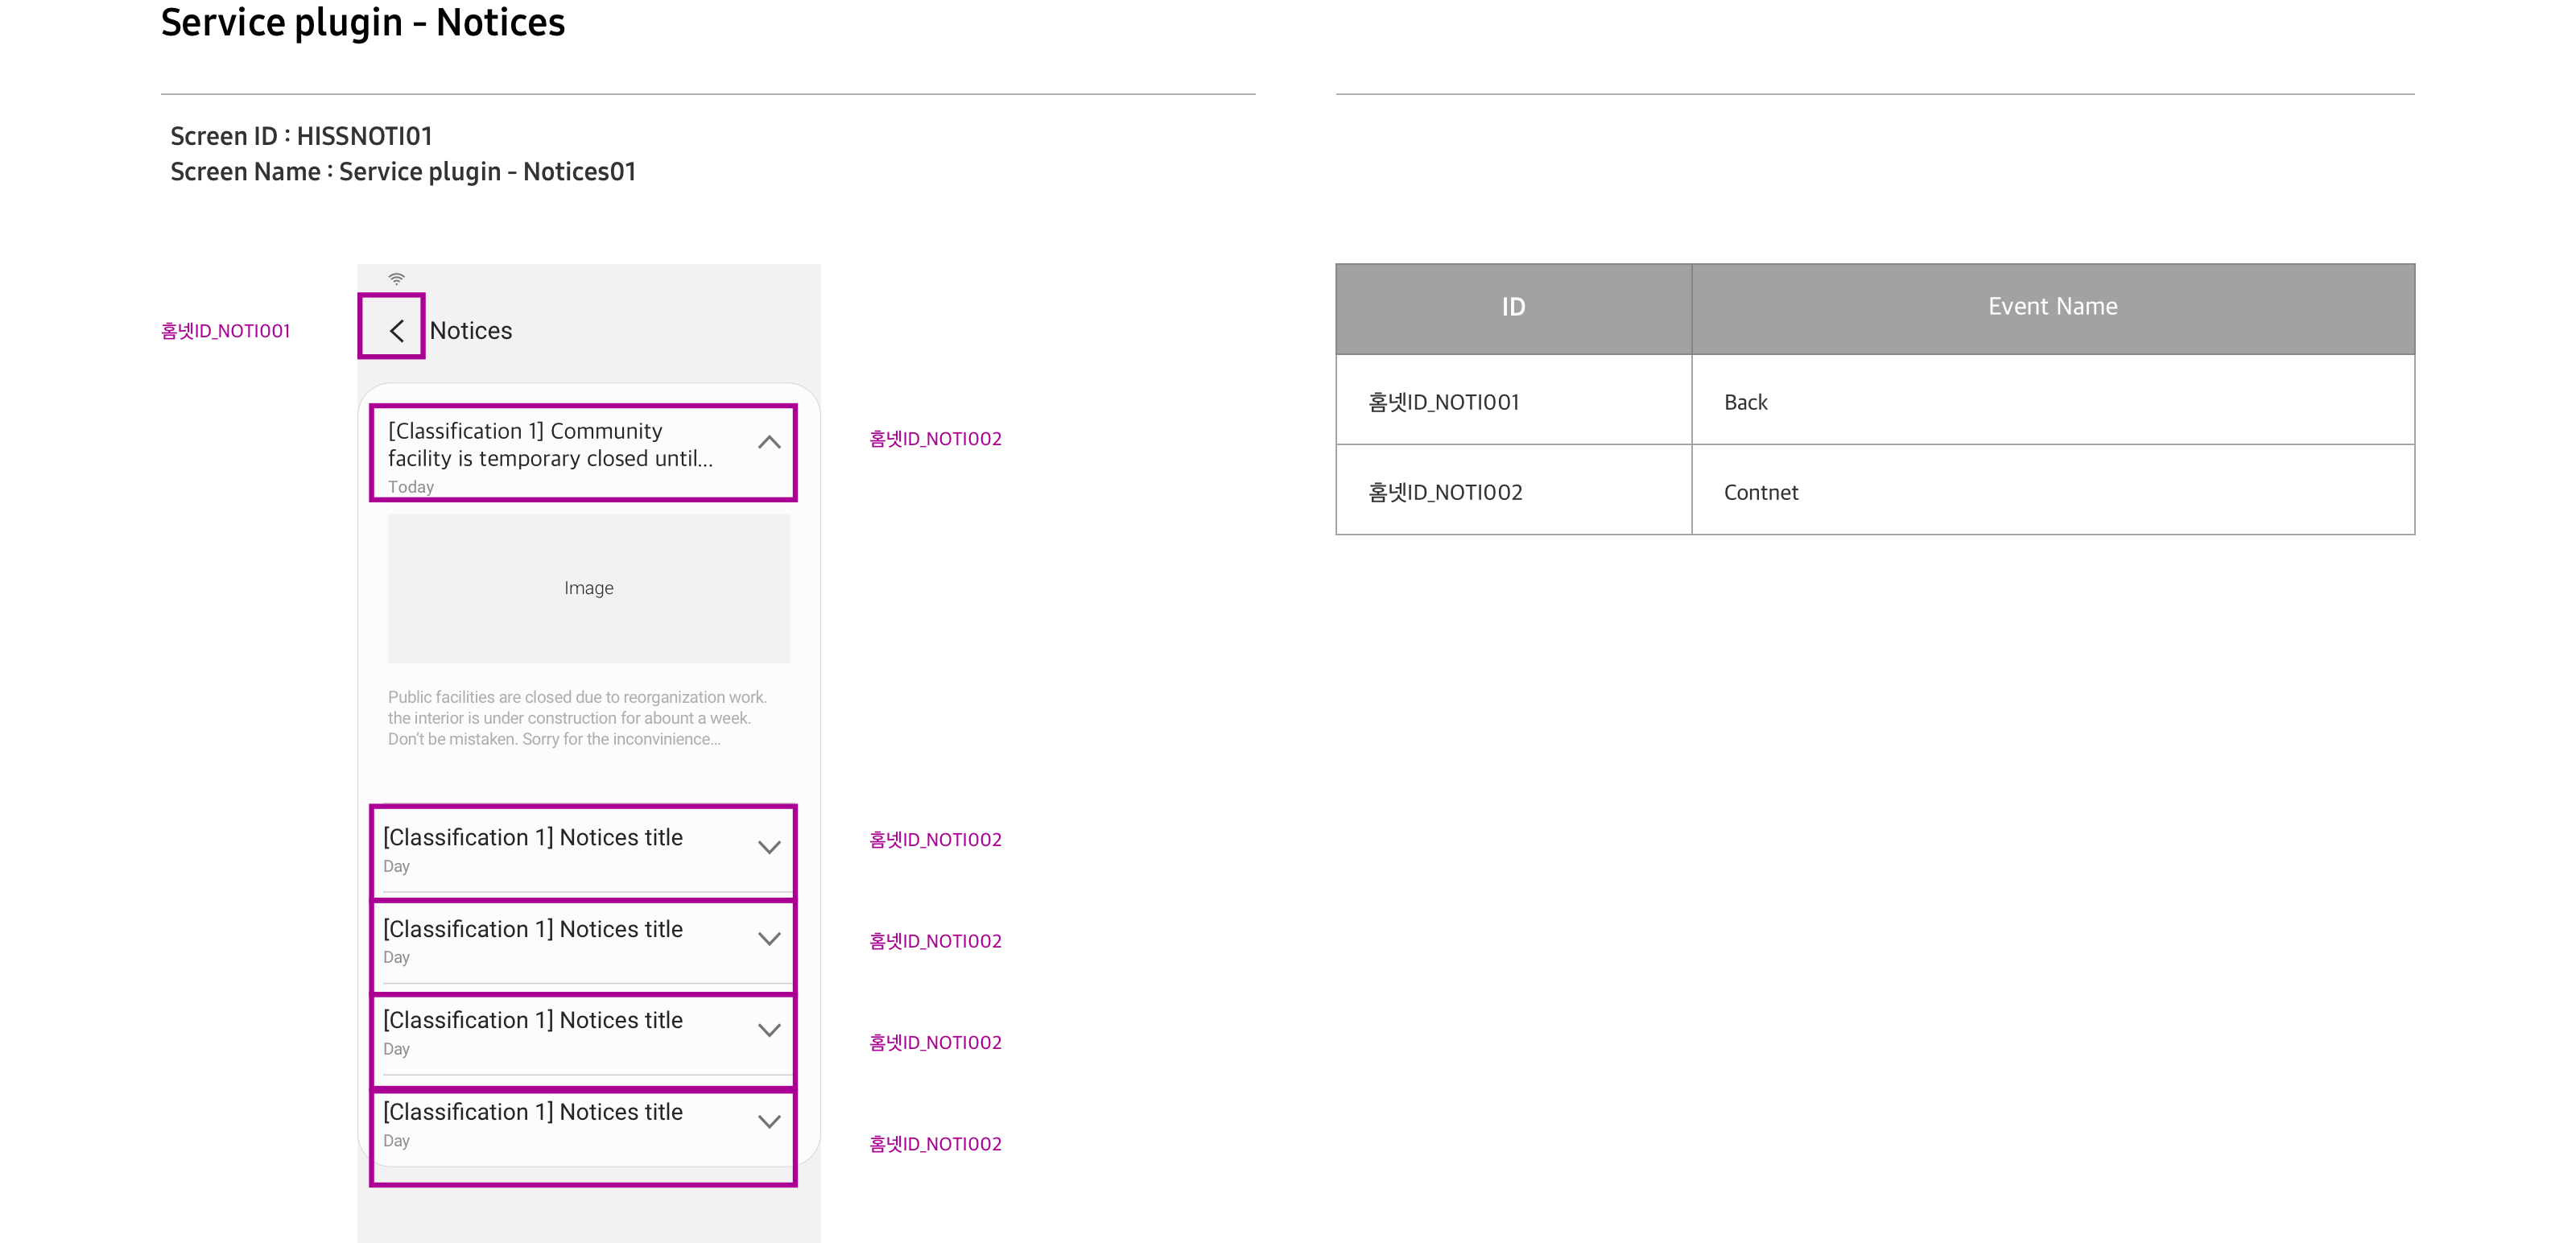 Service plugin - Notices
Screen ID : HISSNOTI01
Screen Name : Service plugin - Notices01
홈넷ID_NOTI001
Notices
[Classification 1] Community
facility is temporary closed until...
Today
홈넷ID_NOTI002
Image
Public facilities are closed due to reorganization work.
the interior is under construction for abount a week.
Don’t be mistaken. Sorry for the inconvinience...
[Classification 1] Notices title
Day
홈넷ID_NOTI002
[Classification 1] Notices title
Day
홈넷ID_NOTI002
[Classification 1] Notices title
Day
홈넷ID_NOTI002
[Classification 1] Notices title
Day
홈넷ID_NOTI002
ID
Event Name
홈넷ID_NOTI001
Back
홈넷ID_NOTI002
Contnet